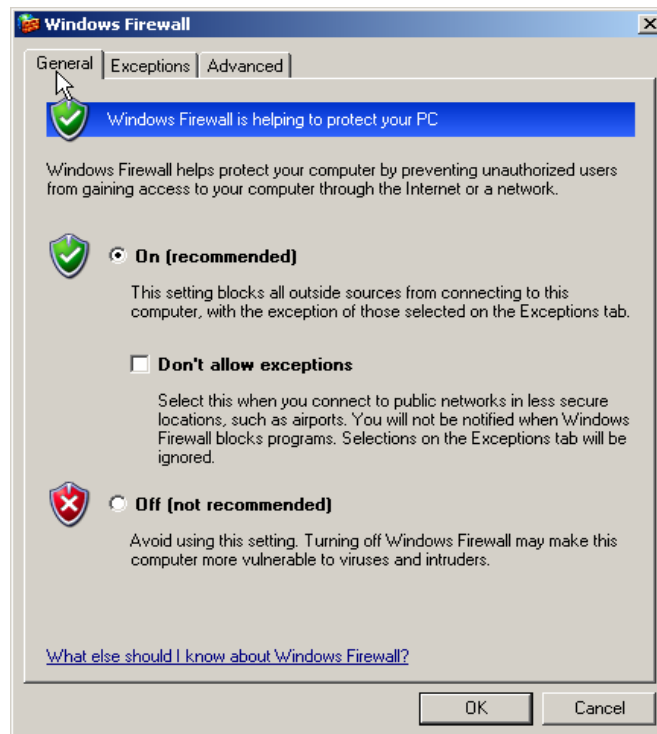 Windows Firewall
General Exceptions Advanced
Windows Firewall is helping to protect your PC
Windows Firewall helps protect your computer by preventing unauthorized users
from gaining access to your computer through the Internet or a network.
On (recommended)
This setting blocks all outside sources from connecting to this
computer, with the exception of those selected on the Exceptions tab.
Don't allow exceptions
Select this when you connect to public networks in less secure
locations, such as airports. You will not be notified when Windows
Firewall blocks programs. Selections on the Exceptions tab will be
ignored.
Off (not recommended)
Avoid using this setting. Turning off Windows Firewall may make this
computer more vulnerable to viruses and intruders.
What else should I know about Windows Firewall?
OK Cancel